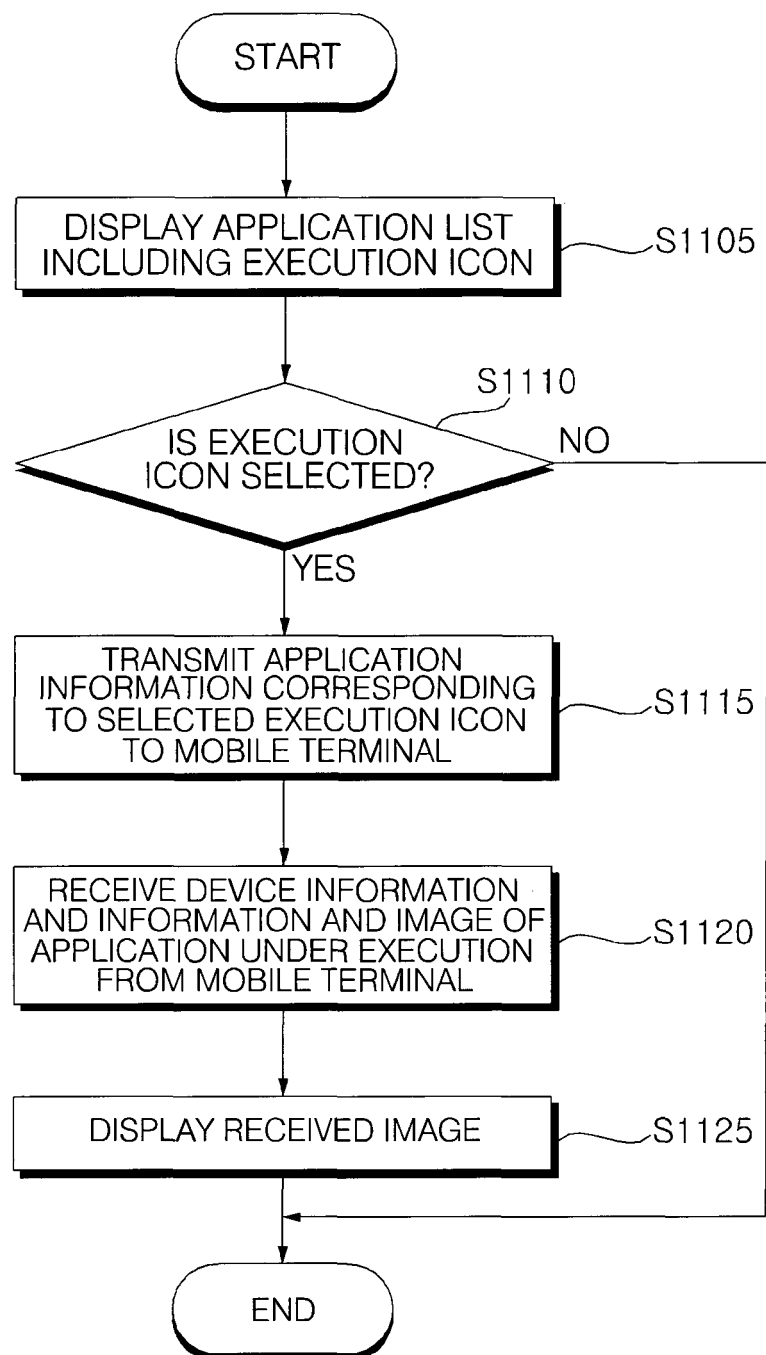 START
DISPLAY APPLICATION LIST
INCLUDING EXECUTION ICON
S1105
S1110
IS EXECUTION
ICON SELECTED?
NO
YES
TRANSMIT APPLICATION
INFORMATION CORRESPONDING
TO SELECTED EXECUTION ICON
TO MOBILE TERMINAL
S1115
RECEIVE DEVICE INFORMATION
AND INFORMATION AND IMAGE OF
APPLICATION UNDER EXECUTION
FROM MOBILE TERMINAL
S1120
DISPLAY RECEIVED IMAGE
S1125
END